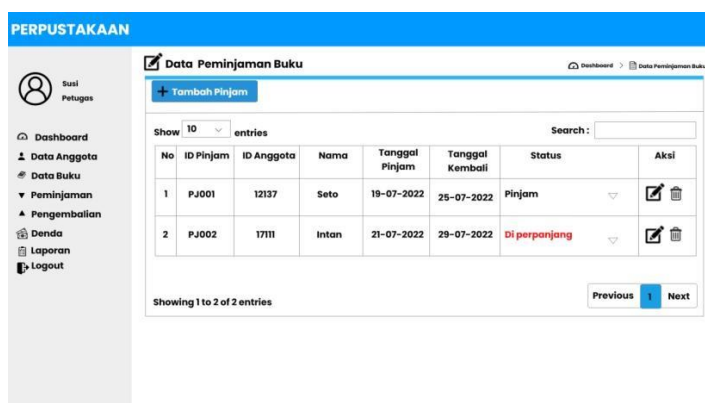 PERPUSTAKAAN
Susi
Petugas
Dashboard
Data Anggota
Data Buku
Peminjaman
Pengembalian
Denda
Laporan
Logout
Data Peminjaman Buku
Dashboard > Data Peminjaman Buku
+ Tambah Pinjam
Show 10 entries Search :
No ID Pinjam ID Anggota Nama Tanggal Pinjam Tanggal Kembali Status Aksi
1 PJ001 12137 Seto 19-07-2022 25-07-2022 Pinjam
2 PJ002 17111 Intan 21-07-2022 29-07-2022 Di perpanjang
Showing 1 to 2 of 2 entries
Previous 1 Next